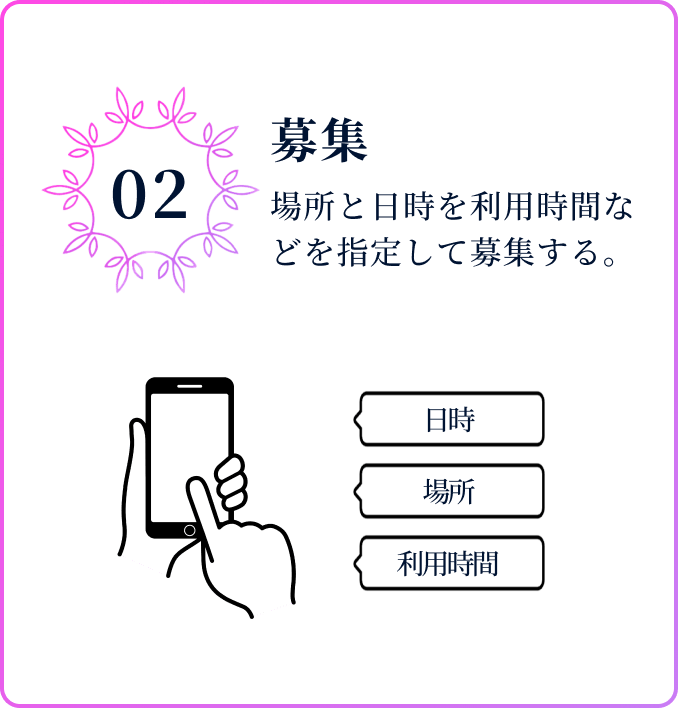 02
募集
場所と日時を利用時間な
どを指定して募集する。
日時
場所
利用時間